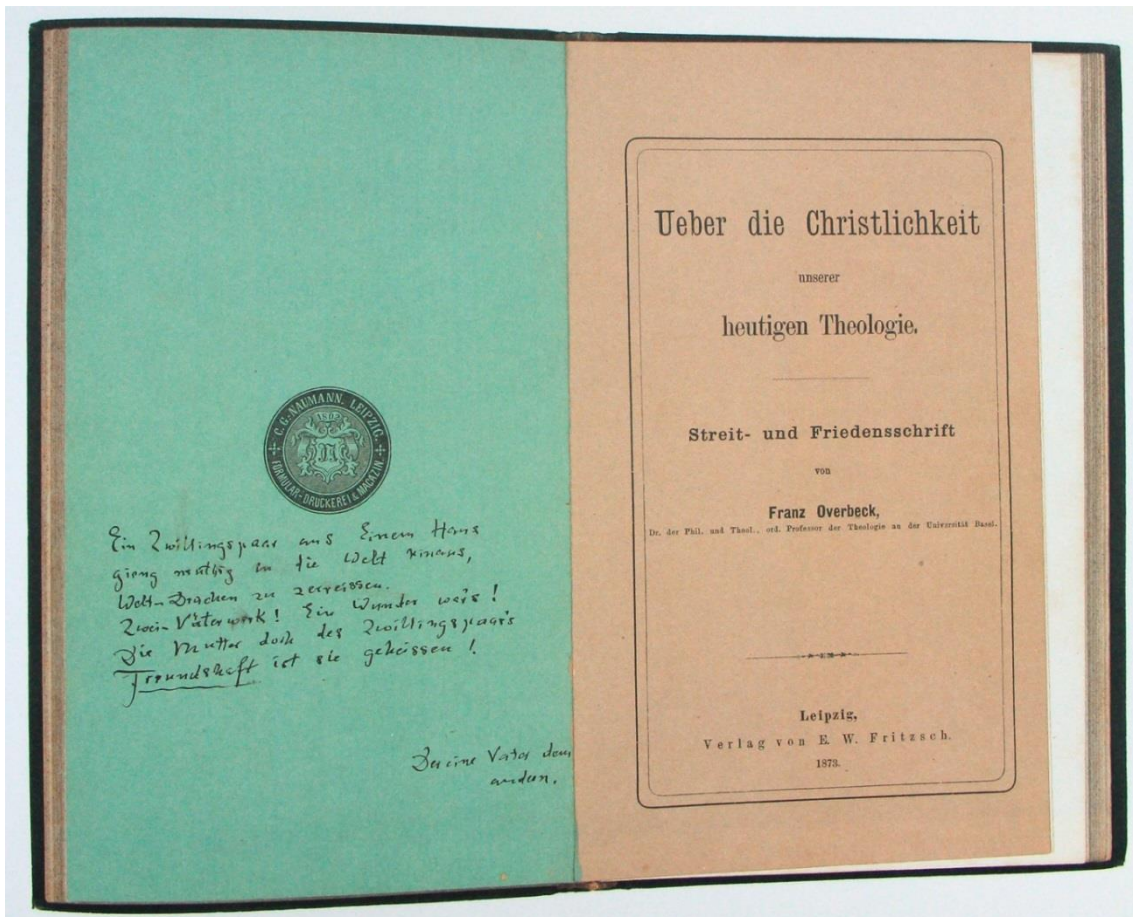 C. G. NAUMANN. LEIPZIG.
1802
FORMULAR-DRUCKEREI & MAGAZIN
Ein Zwillingspaar aus Einem Haus
gieng muthig in die Welt hinaus,
Welt-Drachen zu zerreissen.
Zwei-Väterwerk! Ein Wunder war's!
Die Mutter doch des Zwillingspaar's
Freundschaft ist sie geheissen!
Der eine Vater dem
andern.
Ueber die Christlichkeit
unserer
heutigen Theologie.
Streit- und Friedensschrift
von
Franz Overbeck,
Dr. der Phil. und Theol., ord. Professor der Theologie an der Universität Basel.
Leipzig,
Verlag von E. W. Fritzsch.
1873.